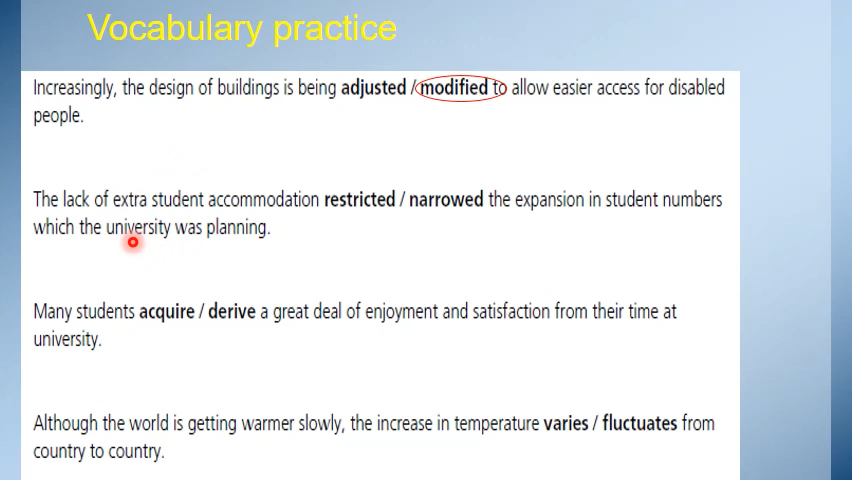 Vocabulary practice
Increasingly, the design of buildings is being adjusted / modified to allow easier access for disabled
people.
The lack of extra student accommodation restricted / narrowed the expansion in student numbers
which the university was planning.
Many students acquire / derive a great deal of enjoyment and satisfaction from their time at
university.
Although the world is getting warmer slowly, the increase in temperature varies / fluctuates from
country to country.